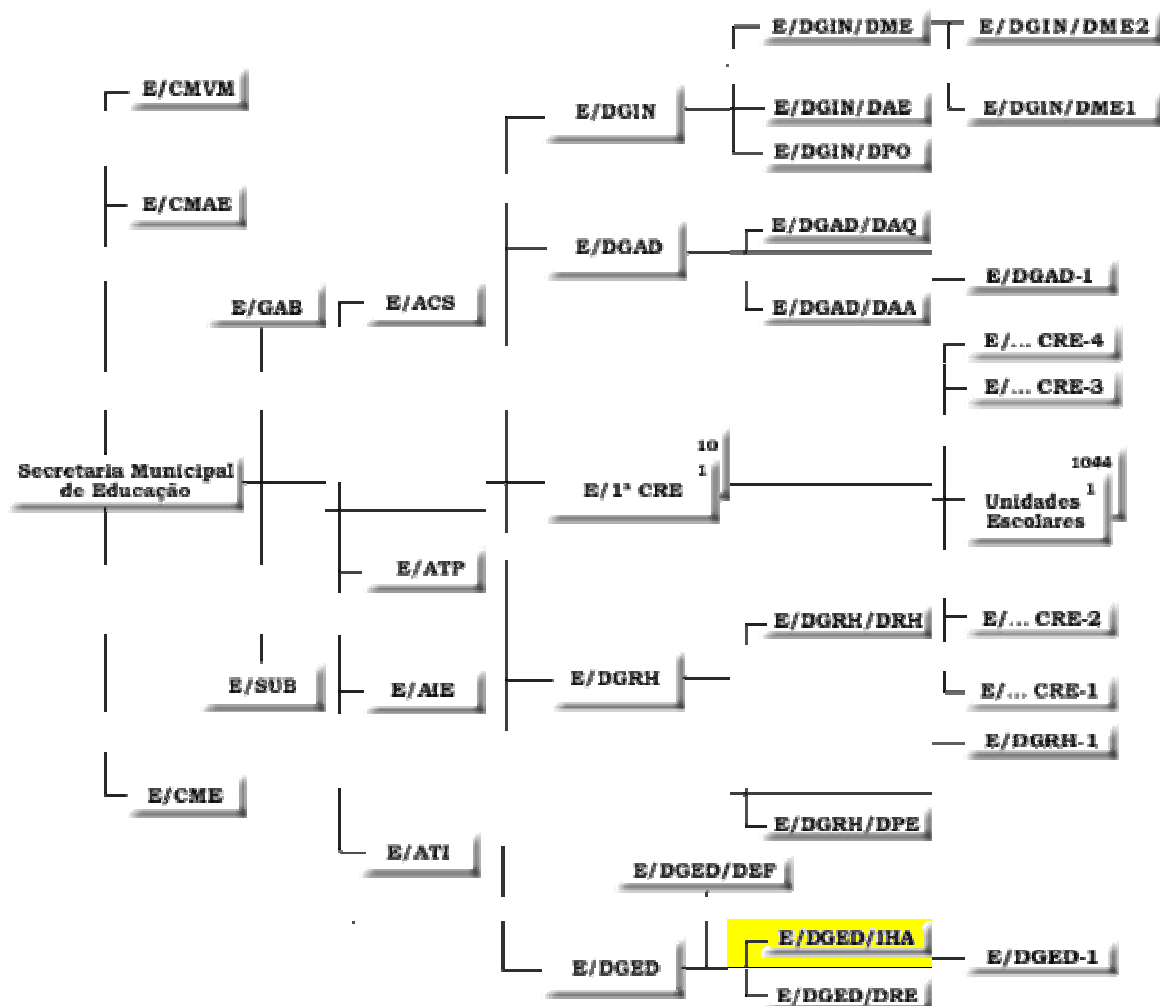 E/DGIN/DME
E/DGIN/DME2
E/CMVM
E/DGIN
E/DGIN/DAE
E/DGIN/DME1
E/DGIN/DPO
E/CMAE
E/DGAD
E/DGAD/DAQ
E/DGAD-1
E/GAB
E/ACS
E/DGAD/DAA
E/... CRE-4
E/... CRE-3
Secretaria Municipal
de Educação
10
1
E/1ª CRE
1044
1
Unidades
Escolares
E/ATP
E/DGRH/DRH
E/... CRE-2
E/SUB
E/AIE
E/DGRH
E/... CRE-1
E/DGRH-1
E/CME
E/DGRH/DPE
E/ATI
E/DGED/DEF
E/DGED/IHA
E/DGED
E/DGED-1
E/DGED/DRE